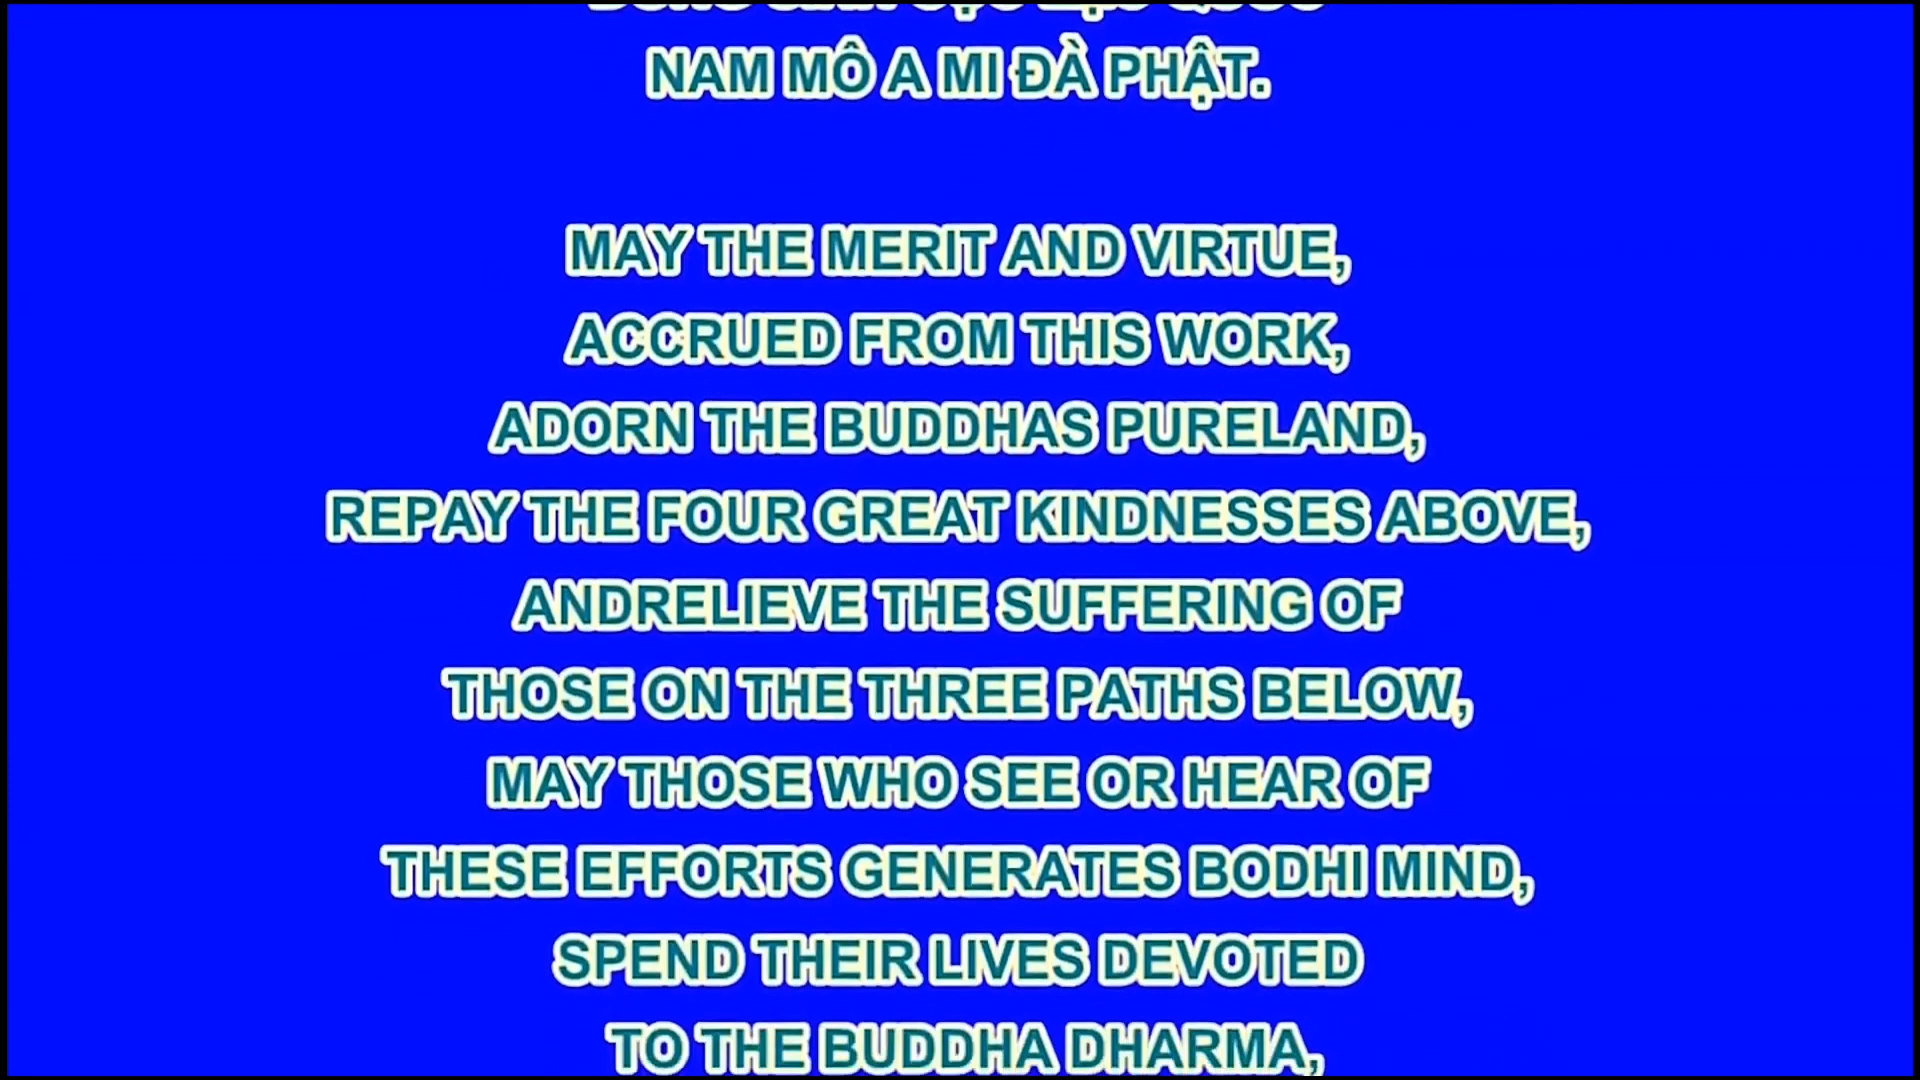 NAM MÔ A MI ĐÀ PHẬT.
MAY THE MERIT AND VIRTUE,
ACCRUED FROM THIS WORK,
ADORN THE BUDDHAS PURELAND,
REPAY THE FOUR GREAT KINDNESSES ABOVE,
ANDRELIEVE THE SUFFERING OF
THOSE ON THE THREE PATHS BELOW,
MAY THOSE WHO SEE OR HEAR OF
THESE EFFORTS GENERATES BODHI MIND,
SPEND THEIR LIVES DEVOTED
TO THE BUDDHA DHARMA,